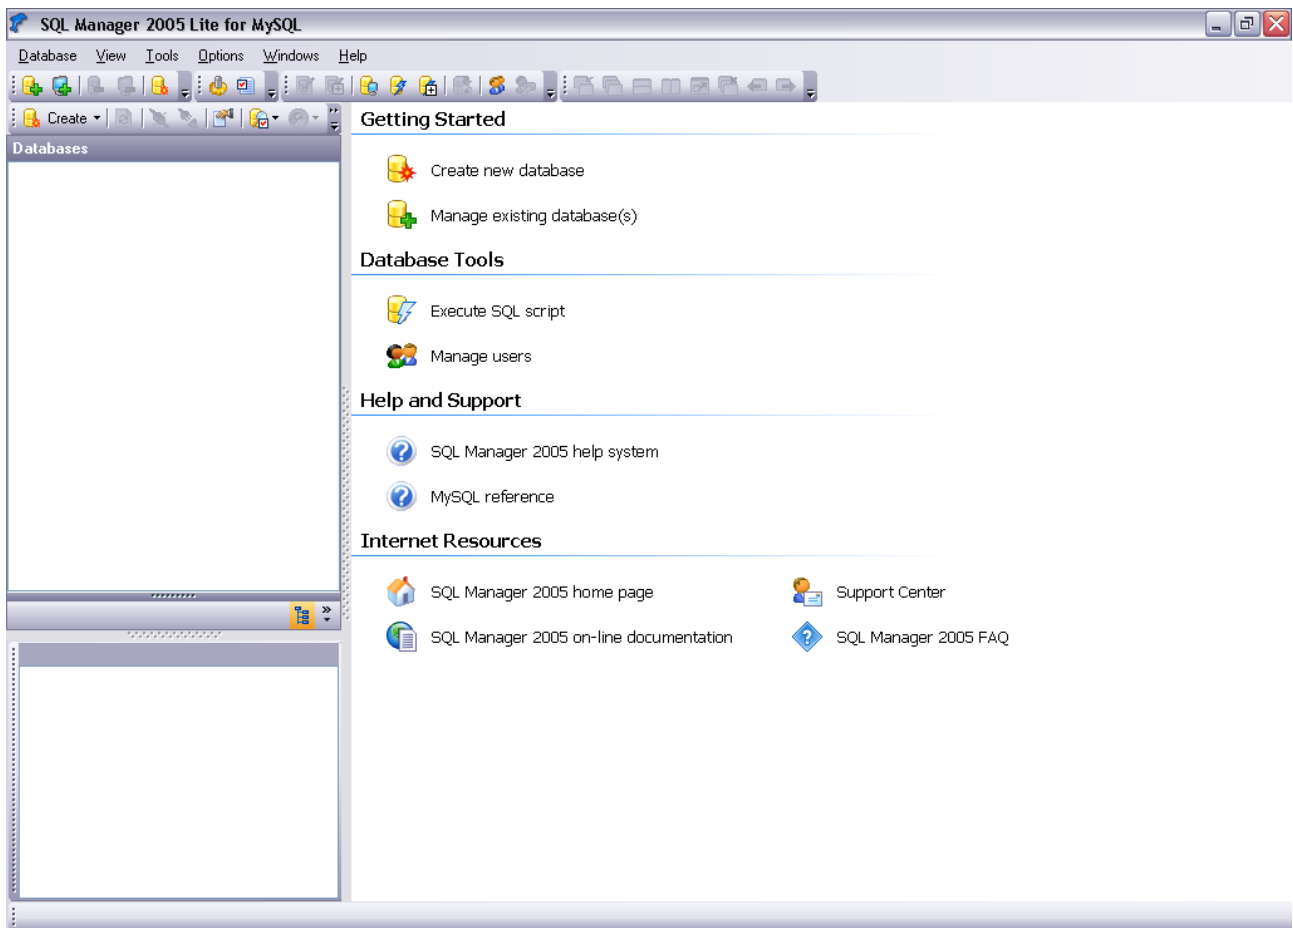 SQL Manager 2005 Lite for MySQL
Database View Tools Options Windows Help
Create
Databases
Getting Started
Create new database
Manage existing database(s)
Database Tools
Execute SQL script
Manage users
Help and Support
SQL Manager 2005 help system
MySQL reference
Internet Resources
SQL Manager 2005 home page Support Center
SQL Manager 2005 on-line documentation SQL Manager 2005 FAQ